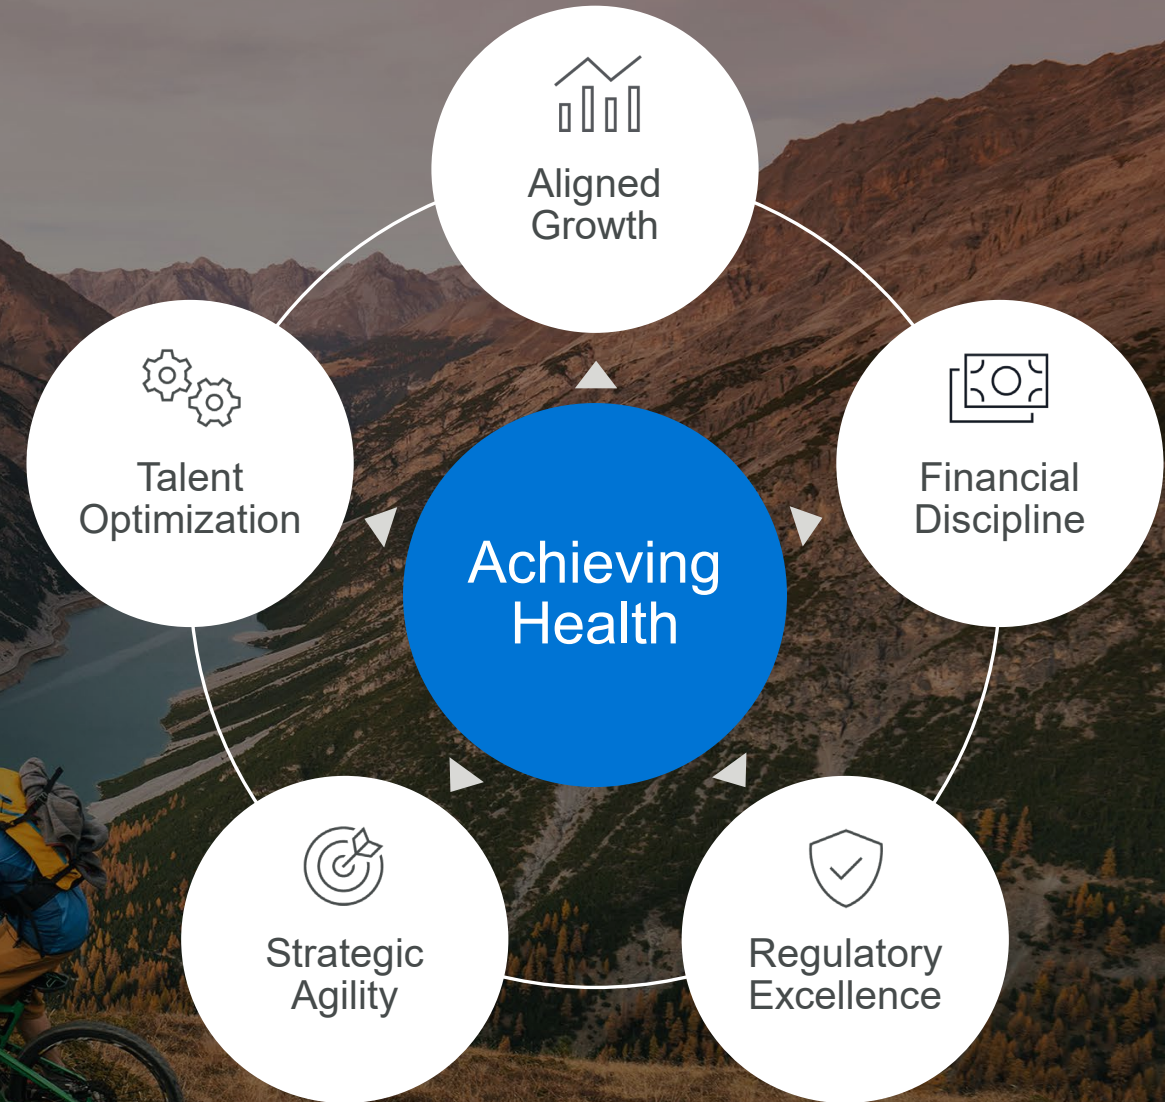 Aligned
Growth
Talent
Optimization
Financial
Discipline
Achieving
Health
Strategic
Agility
Regulatory
Excellence